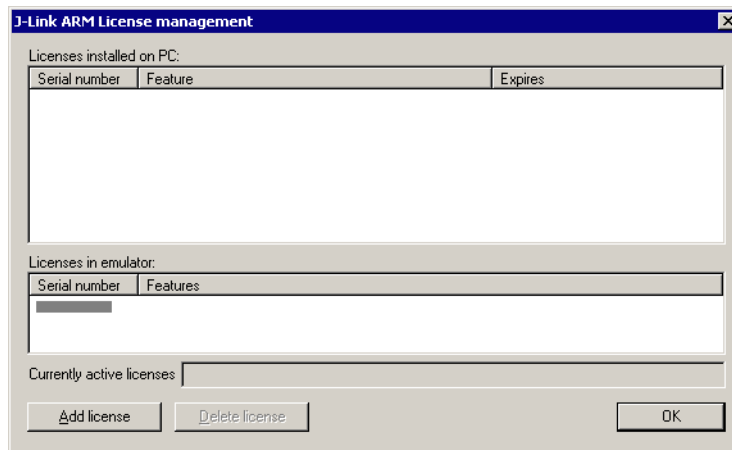 J-Link ARM License management
Licenses installed on PC:
Serial number Feature Expires
Licenses in emulator:
Serial number Features
Currently active licenses
Add license Delete license OK